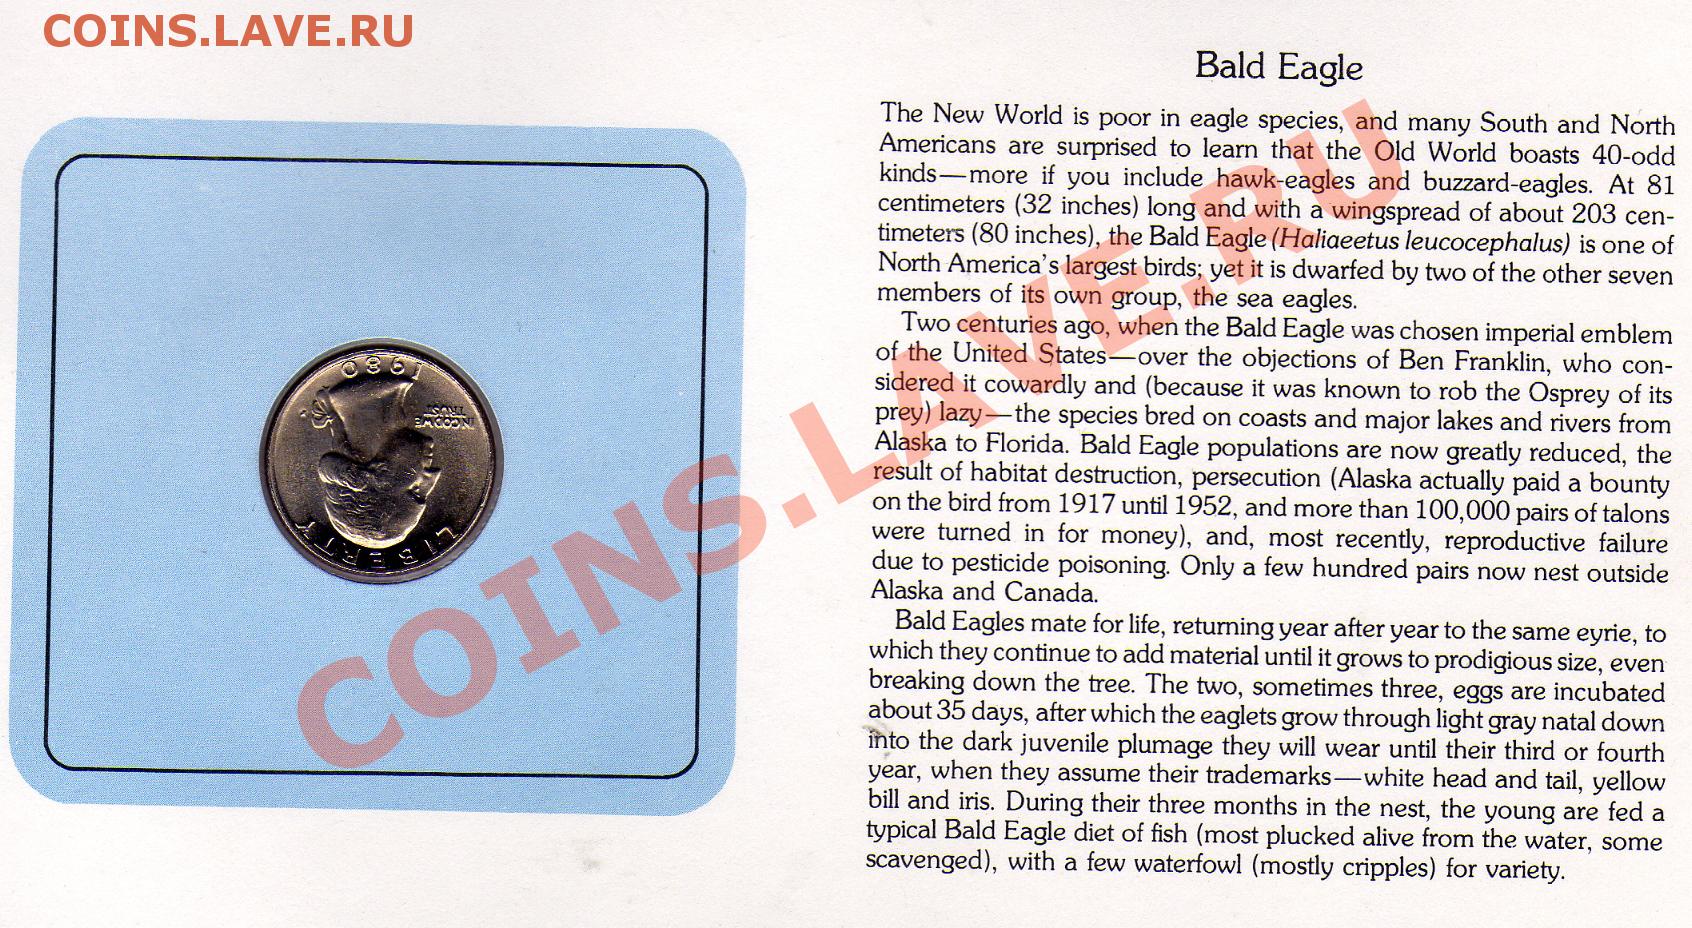 COINS.LAVE.RU
1980
IN GOD WE
TRUST
LIBERTY
COINS.LAVE.RU
Bald Eagle
The New World is poor in eagle species, and many South and North
Americans are surprised to learn that the Old World boasts 40-odd
kinds—more if you include hawk-eagles and buzzard-eagles. At 81
centimeters (32 inches) long and with a wingspread of about 203 cen-
timeters (80 inches), the Bald Eagle (Haliaeetus leucocephalus) is one of
North America's largest birds; yet it is dwarfed by two of the other seven
members of its own group, the sea eagles.
Two centuries ago, when the Bald Eagle was chosen imperial emblem
of the United States—over the objections of Ben Franklin, who con-
sidered it cowardly and (because it was known to rob the Osprey of its
prey) lazy—the species bred on coasts and major lakes and rivers from
Alaska to Florida. Bald Eagle populations are now greatly reduced, the
result of habitat destruction, persecution (Alaska actually paid a bounty
on the bird from 1917 until 1952, and more than 100,000 pairs of talons
were turned in for money), and, most recently, reproductive failure
due to pesticide poisoning. Only a few hundred pairs now nest outside
Alaska and Canada.
Bald Eagles mate for life, returning year after year to the same eyrie, to
which they continue to add material until it grows to prodigious size, even
breaking down the tree. The two, sometimes three, eggs are incubated
about 35 days, after which the eaglets grow through light gray natal down
into the dark juvenile plumage they will wear until their third or fourth
year, when they assume their trademarks—white head and tail, yellow
bill and iris. During their three months in the nest, the young are fed a
typical Bald Eagle diet of fish (most plucked alive from the water, some
scavenged), with a few waterfowl (mostly cripples) for variety.